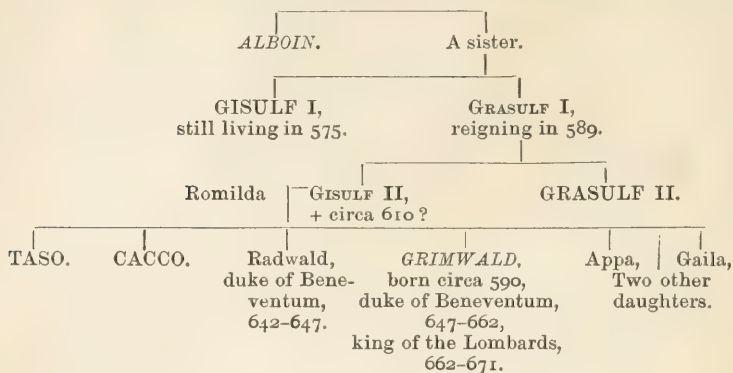 ALBOIN. A sister.
GISULF I, GRASULF I,
still living in 575. reigning in 589.
Romilda GISULF II, GRASULF II.
+ circa 610 ?
TASO. CACCO. Radwald, GRIMWALD, Appa, Gaila,
duke of Bene- born circa 590, Two other
ventum, duke of Beneventum, daughters.
642–647. 647–662,
king of the Lombards,
662–671.